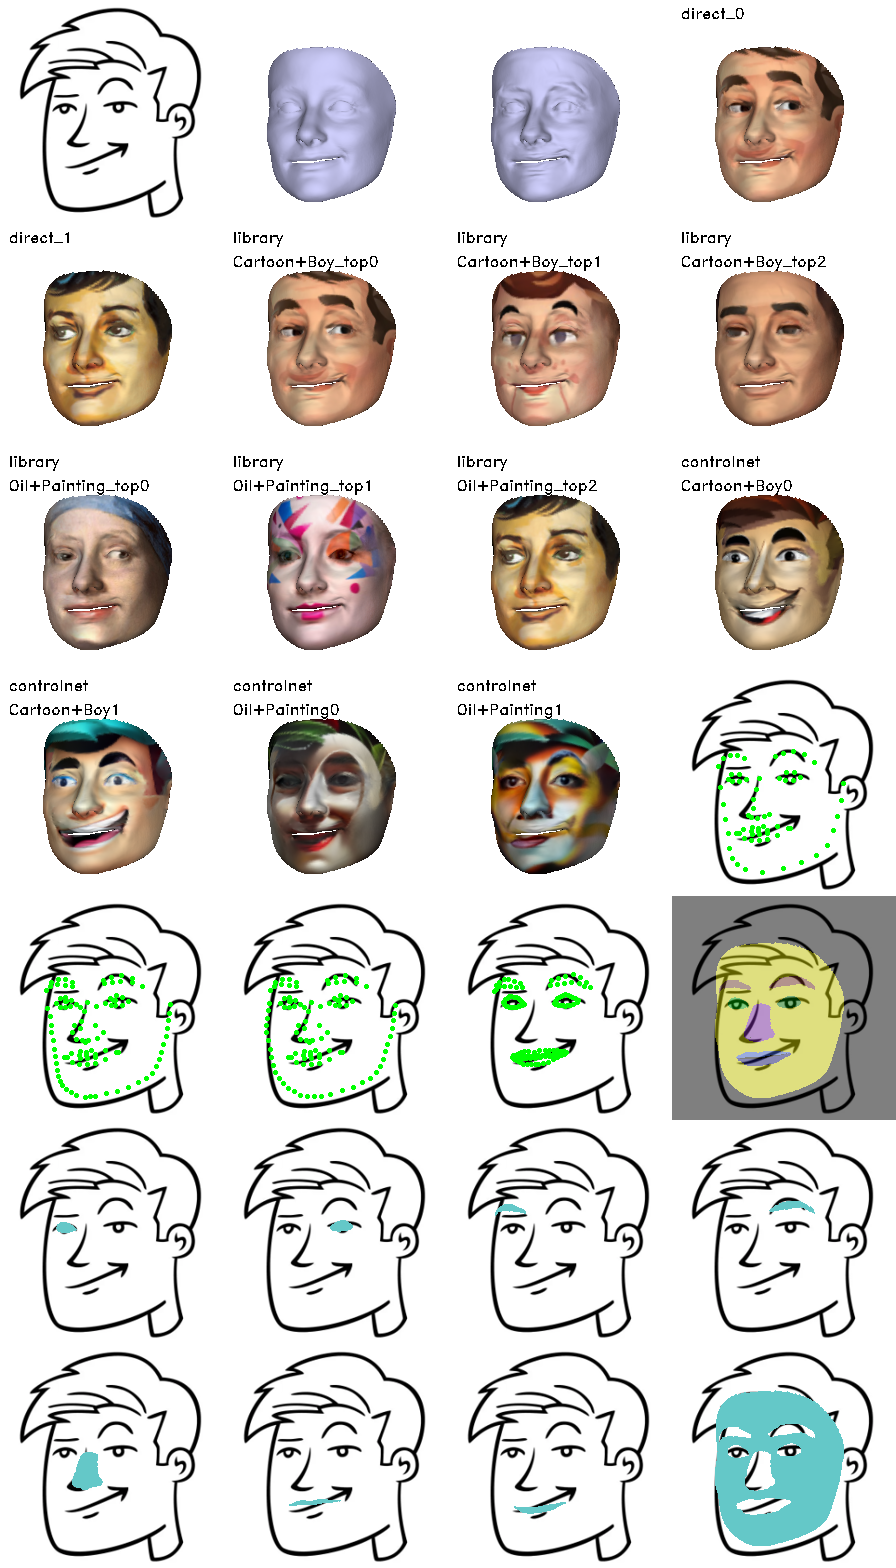 direct_0
direct_1
library
Cartoon+Boy_top0
library
Cartoon+Boy_top1
library
Cartoon+Boy_top2
library
Oil+Painting_top0
library
Oil+Painting_top1
library
Oil+Painting_top2
controlnet
Cartoon+Boy0
controlnet
Cartoon+Boy1
controlnet
Oil+Painting0
controlnet
Oil+Painting1